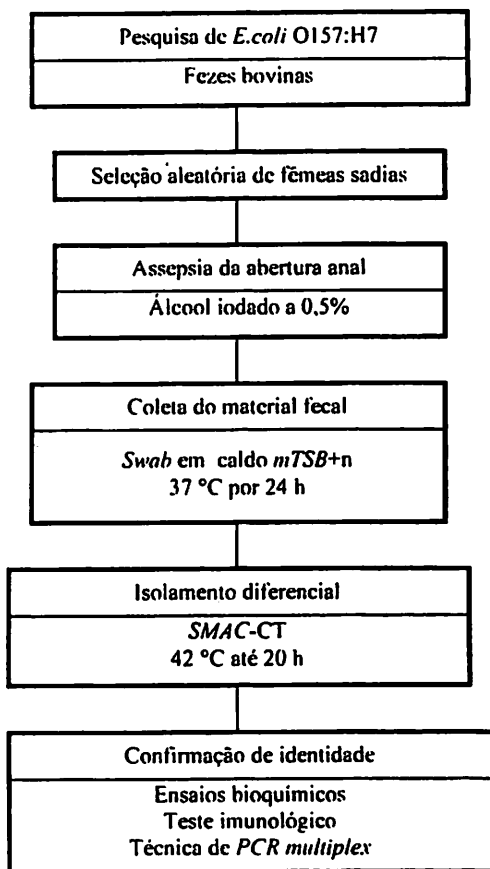 Pesquisa de E.coli O157:H7
Fezes bovinas
Seleção aleatória de fêmeas sadias
Assepsia da abertura anal
Álcool iodado a 0,5%
Coleta do material fecal
Swab em caldo mTSB+n
37 °C por 24 h
Isolamento diferencial
SMAC-CT
42 °C até 20 h
Confirmação de identidade
Ensaios bioquímicos
Teste imunológico
Técnica de PCR multiplex